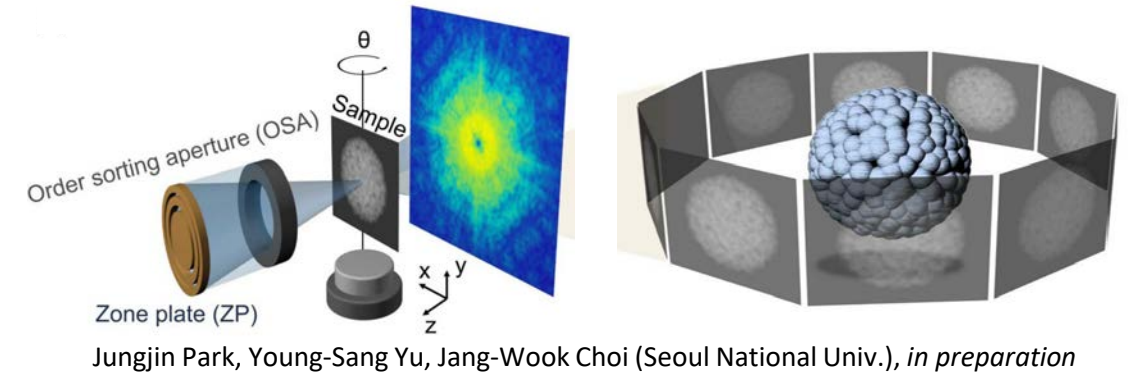 θ
Sample
Order sorting aperture (OSA)
x
y
z
Zone plate (ZP)
Jungjin Park, Young-Sang Yu, Jang-Wook Choi (Seoul National Univ.), in preparation